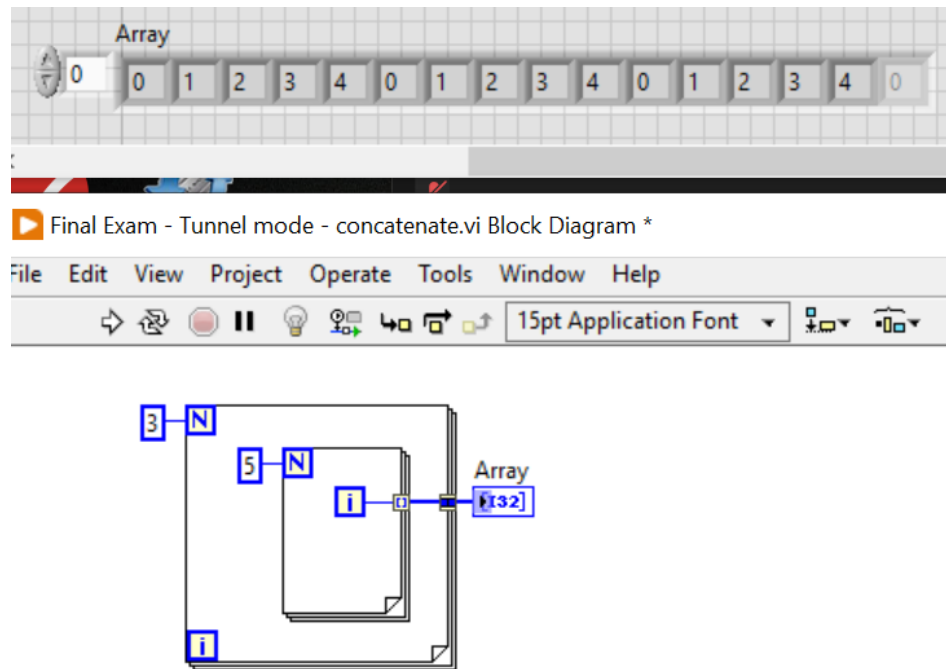 Array
0 0 1 2 3 4 0 1 2 3 4 0 1 2 3 4 0
Final Exam - Tunnel mode - concatenate.vi Block Diagram *
File Edit View Project Operate Tools Window Help
15pt Application Font
3 N
5 N
Array
i [I32]
i